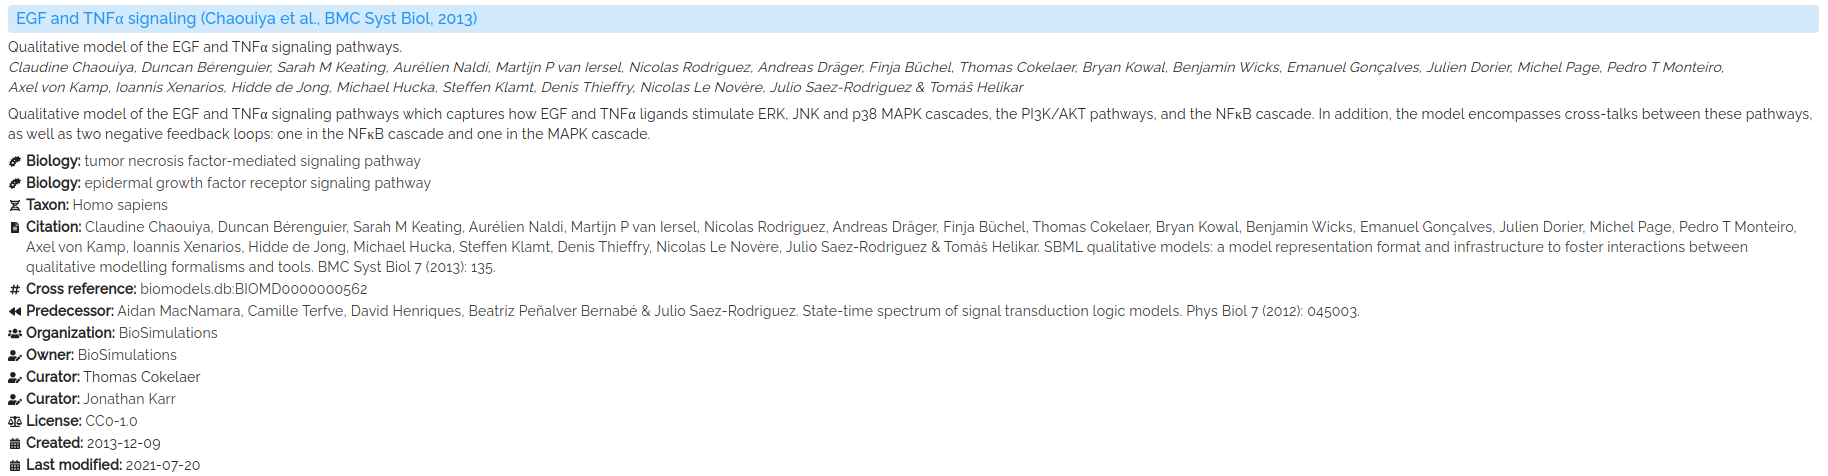 EGF and TNFα signaling (Chaouiya et al., BMC Syst Biol, 2013)
Qualitative model of the EGF and TNFα signaling pathways.
Claudine Chaouiya, Duncan Bérenguier, Sarah M Keating, Aurélien Naldi, Martijn P van Iersel, Nicolas Rodriguez, Andreas Dräger, Finja Büchel, Thomas Cokelaer, Bryan Kowal, Benjamin Wicks, Emanuel Gonçalves, Julien Dorier, Michel Page, Pedro T Monteiro,
Axel von Kamp, Ioannis Xenarios, Hidde de Jong, Michael Hucka, Steffen Klamt, Denis Thieffry, Nicolas Le Novère, Julio Saez-Rodriguez & Tomáš Helikar
Qualitative model of the EGF and TNFα signaling pathways which captures how EGF and TNFα ligands stimulate ERK, JNK and p38 MAPK cascades, the PI3K/AKT pathways, and the NFκB cascade. In addition, the model encompasses cross-talks between these pathways,
as well as two negative feedback loops: one in the NFκB cascade and one in the MAPK cascade.
Biology: tumor necrosis factor-mediated signaling pathway
Biology: epidermal growth factor receptor signaling pathway
Taxon: Homo sapiens
Citation: Claudine Chaouiya, Duncan Bérenguier, Sarah M Keating, Aurélien Naldi, Martijn P van Iersel, Nicolas Rodriguez, Andreas Dräger, Finja Büchel, Thomas Cokelaer, Bryan Kowal, Benjamin Wicks, Emanuel Gonçalves, Julien Dorier, Michel Page, Pedro T Monteiro,
Axel von Kamp, Ioannis Xenarios, Hidde de Jong, Michael Hucka, Steffen Klamt, Denis Thieffry, Nicolas Le Novère, Julio Saez-Rodriguez & Tomáš Helikar. SBML qualitative models: a model representation format and infrastructure to foster interactions between
qualitative modelling formalisms and tools. BMC Syst Biol 7 (2013): 135.
Cross reference: biomodels.db:BIOMD0000000562
Predecessor: Aidan MacNamara, Camille Terfve, David Henriques, Beatriz Peñalver Bernabé & Julio Saez-Rodriguez. State-time spectrum of signal transduction logic models. Phys Biol 7 (2012): 045003.
Organization: BioSimulations
Owner: BioSimulations
Curator: Thomas Cokelaer
Curator: Jonathan Karr
License: CC0-1.0
Created: 2013-12-09
Last modified: 2021-07-20